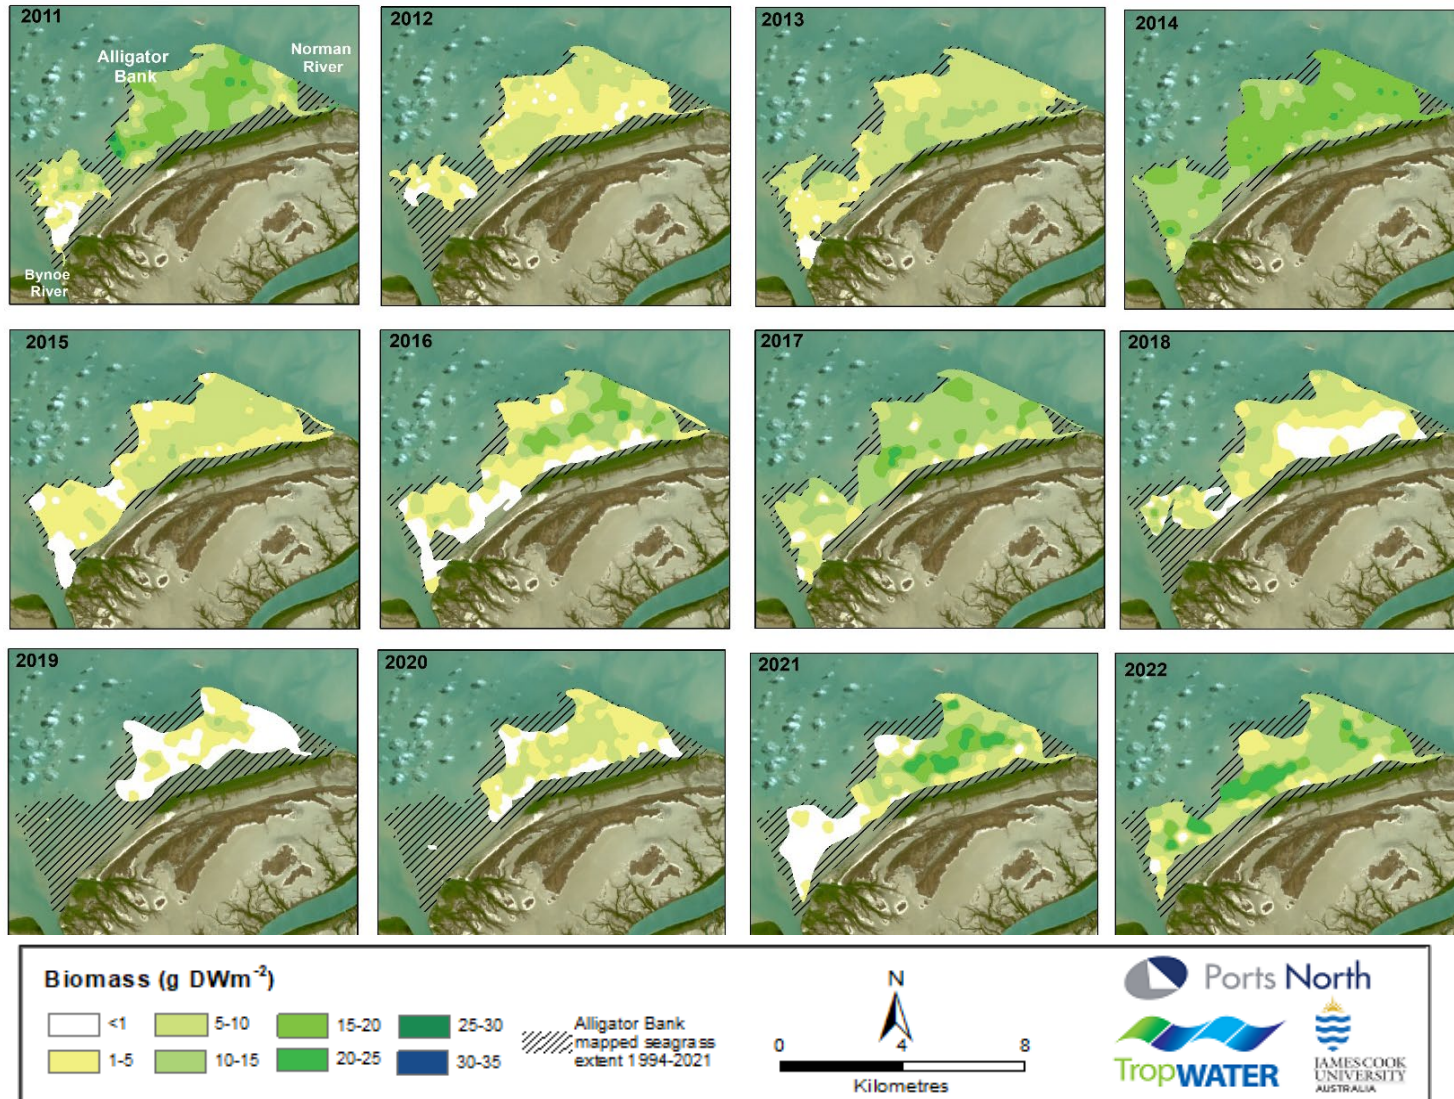 2011
Alligator
Bank
Norman
River
Bynoe
River
2012
2013
2014
2015
2016
2017
2018
2019
2020
2021
2022
Biomass (g DWm-2)
<1
5-10
15-20
25-30
1-5
10-15
20-25
30-35
Alligator Bank
mapped seagrass
extent 1994-2021
N
0
4
8
Kilometres
Ports North
TropWATER
JAMES COOK
UNIVERSITY
AUSTRALIA